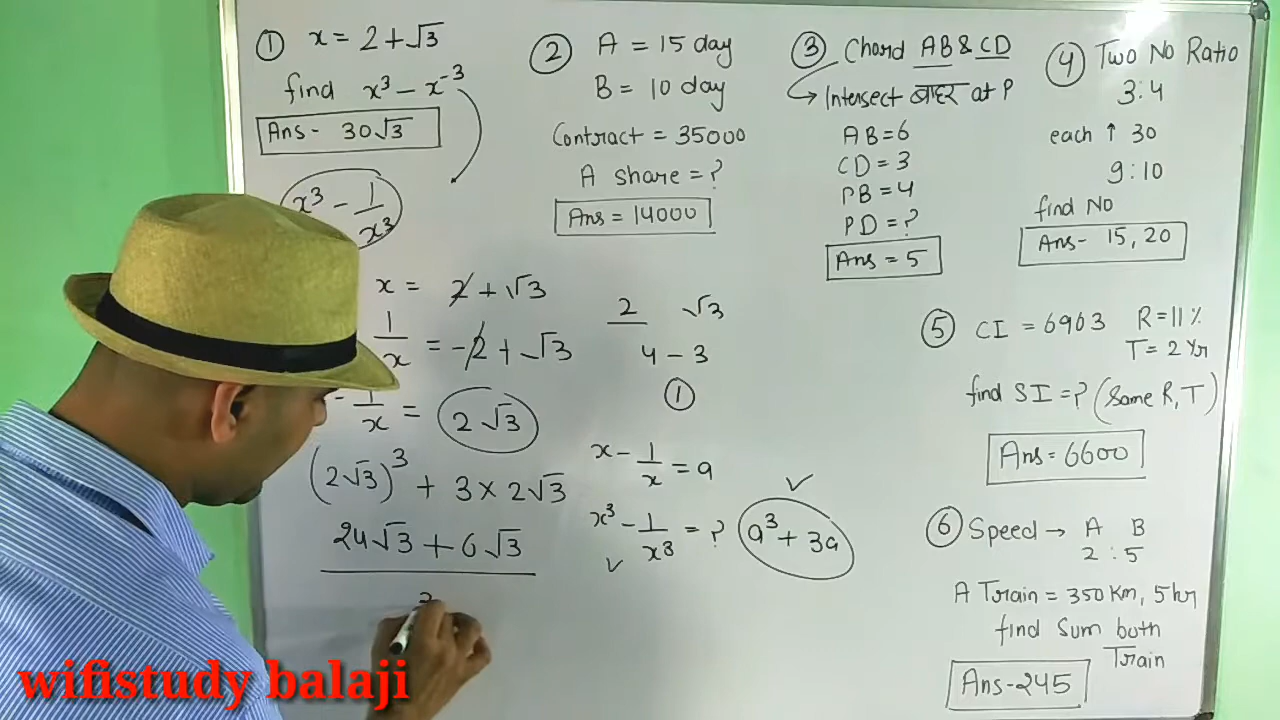 ① x = 2 + √3
find x³ - x⁻³
Ans - 30√3
x³ - 1/x³
x = 2 + √3
1/x = -2 + √3
- 1/x = 2√3
(2√3)³ + 3 × 2√3
24√3 + 6√3
2 √3
4 - 3
①
x - 1/x = a
x³ - 1/x³ = ? a³ + 3a
② A = 15 day
B = 10 day
Contract = 35000
A share = ?
Ans = 14000
③ Chord AB & CD
→ Intersect बाहर at P
AB = 6
CD = 3
PB = 4
PD = ?
Ans = 5
④ Two No Ratio
3:4
each ↑ 30
9:10
find No
Ans - 15, 20
⑤ CI = 6963 R = 11%
T = 2 Yr
find SI = ? (Same R, T)
Ans = 6600
⑥ Speed → A B
2 : 5
A Train = 350 Km, 5 hr
find Sum both
Train
Ans - 245
wifistudy balaji